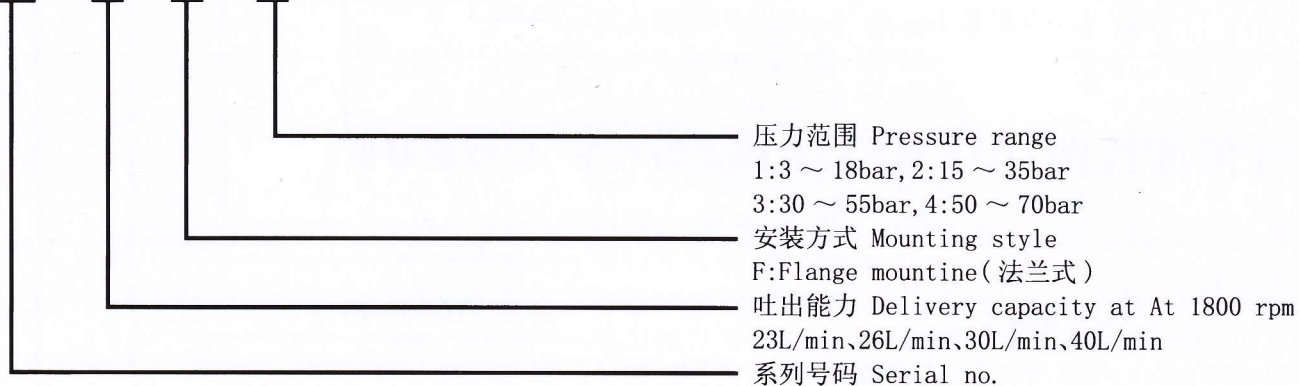 压力范围 Pressure range
1:3 ～ 18bar,2:15 ～ 35bar
3:30 ～ 55bar,4:50 ～ 70bar
安装方式 Mounting style
F:Flange mountine(法兰式)
吐出能力 Delivery capacity at At 1800 rpm
23L/min、26L/min、30L/min、40L/min
系列号码 Serial no.